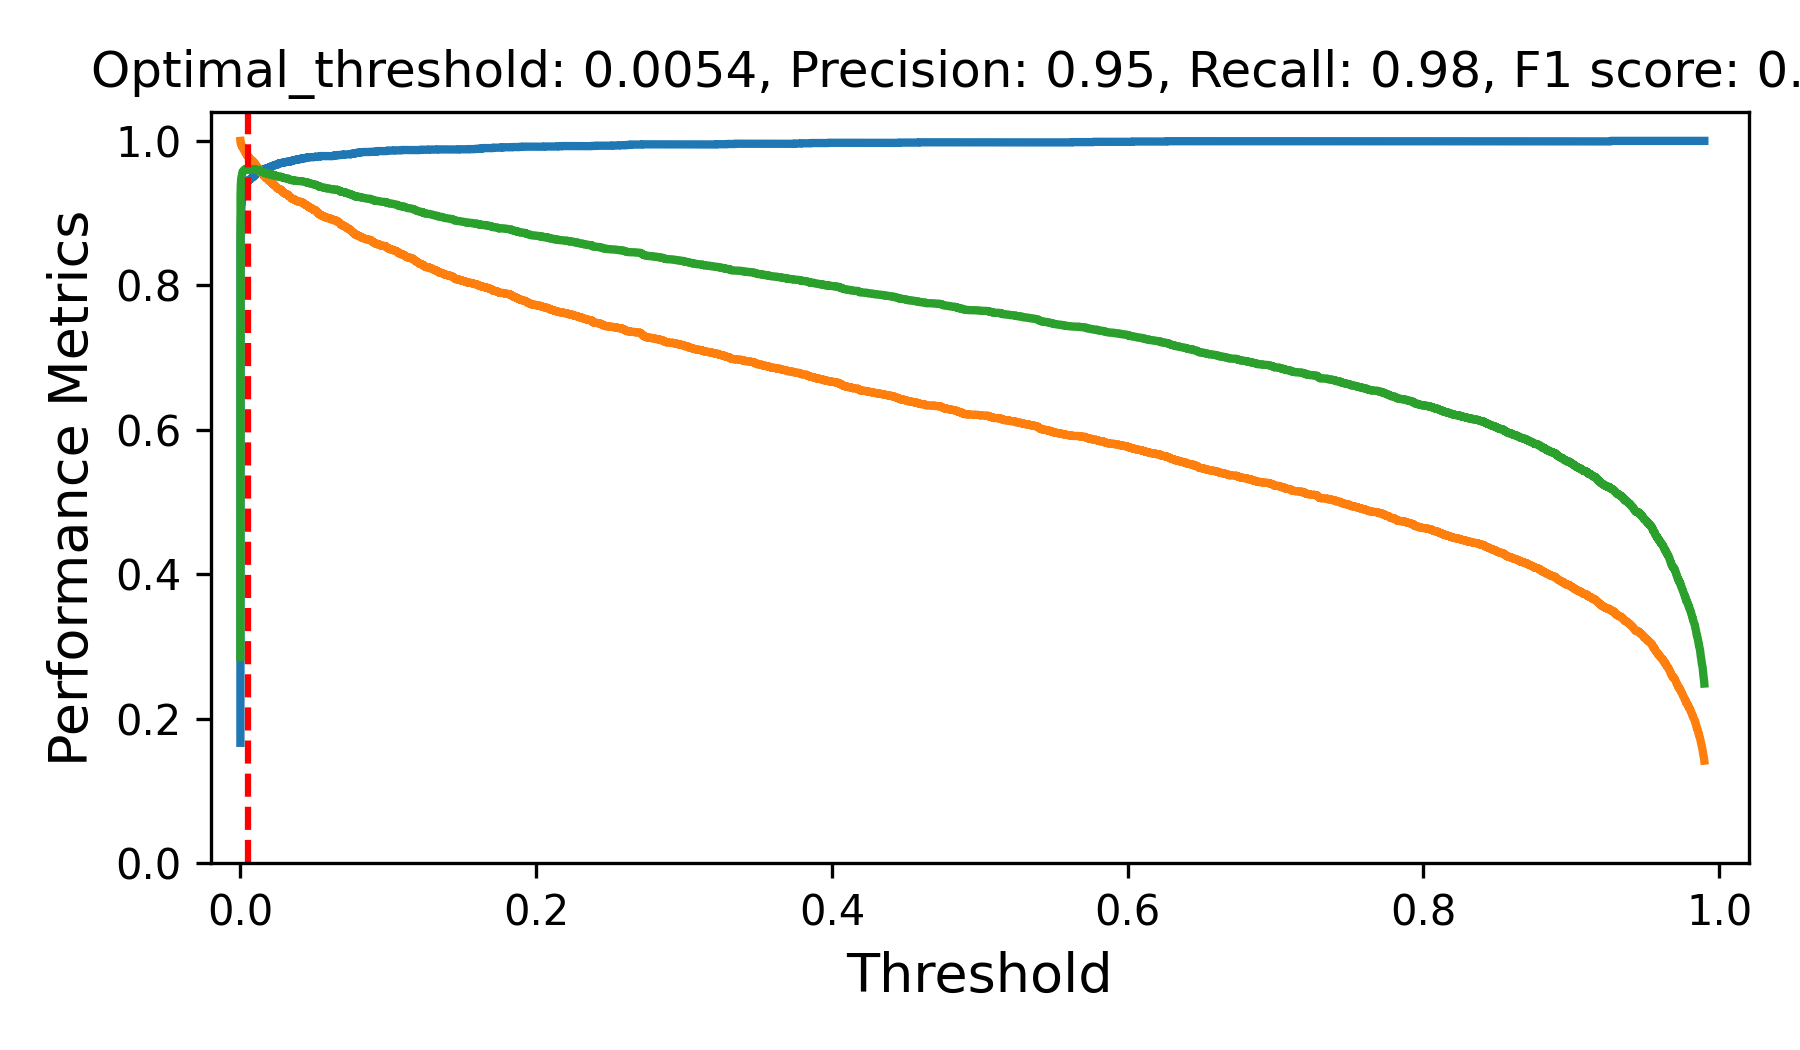 Optimal_threshold: 0.0054, Precision: 0.95, Recall: 0.98, F1 score: 0.
Performance Metrics
1.0
0.8
0.6
0.4
0.2
0.0
0.0 0.2 0.4 0.6 0.8 1.0
Threshold